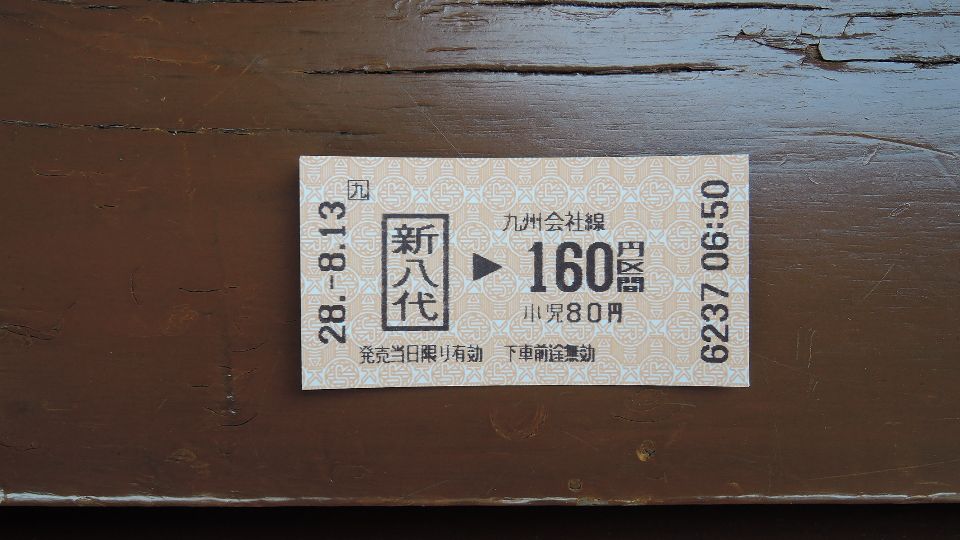 28.-8.13
九
新八代
九州会社線
▶160円区間
小児80円
発売当日限り有効 下車前途無効
6237 06:50